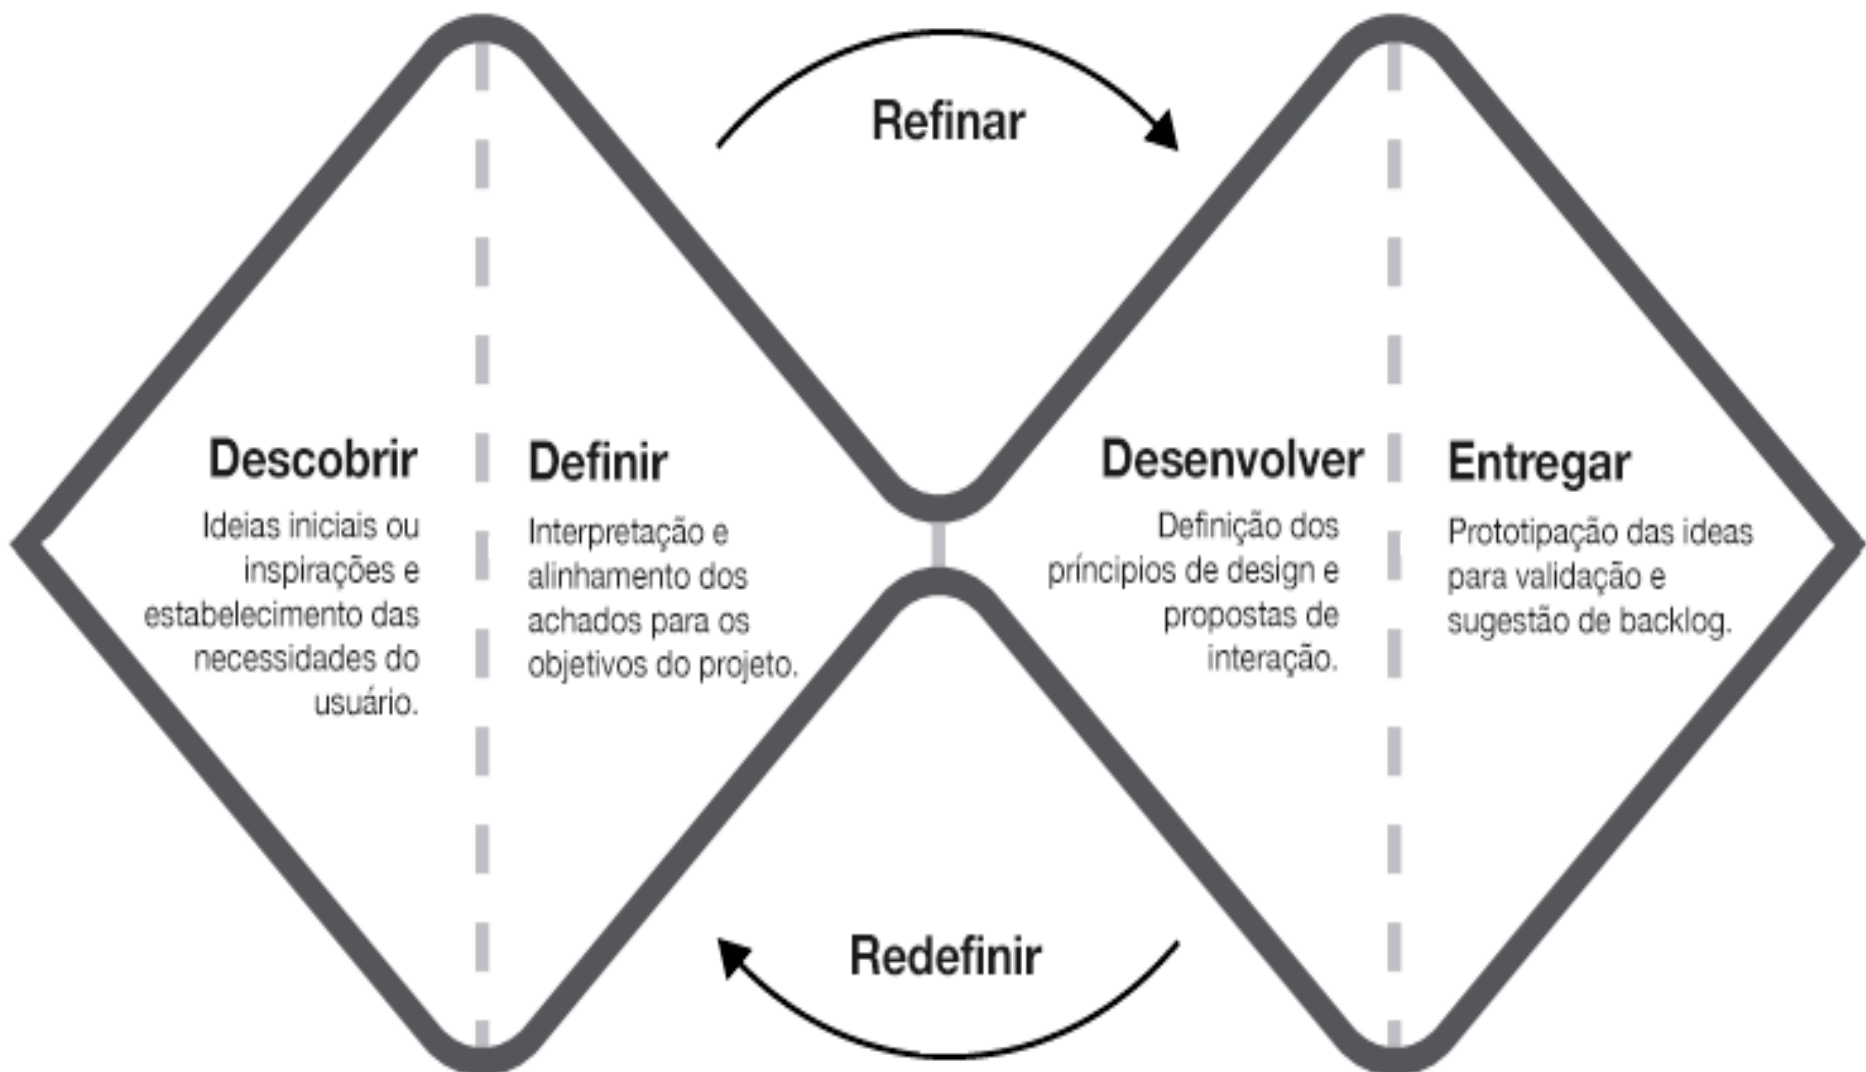 Refinar
Descobrir
Ideias iniciais ou
inspirações e
estabelecimento das
necessidades do
usuário.
Definir
Interpretação e
alinhamento dos
achados para os
objetivos do projeto.
Desenvolver
Definição dos
príncipios de design e
propostas de
interação.
Entregar
Prototipação das ideias
para validação e
sugestão de backlog.
Redefinir